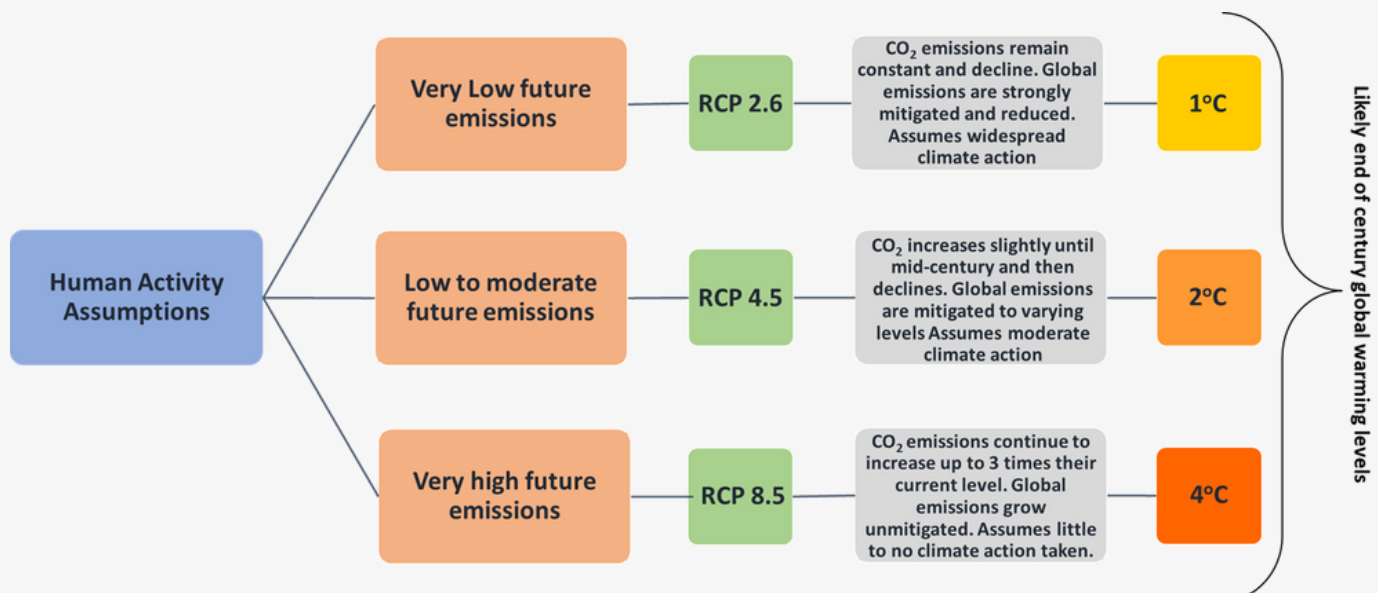 Human Activity
Assumptions
Very Low future
emissions
RCP 2.6
CO₂ emissions remain
constant and decline. Global
emissions are strongly
mitigated and reduced.
Assumes widespread
climate action
1°C
Low to moderate
future emissions
RCP 4.5
CO₂ increases slightly until
mid-century and then
declines. Global emissions
are mitigated to varying
levels Assumes moderate
climate action
2°C
Very high future
emissions
RCP 8.5
CO₂ emissions continue to
increase up to 3 times their
current level. Global
emissions grow
unmitigated. Assumes little
to no climate action taken.
4°C
Likely end of century global warming levels